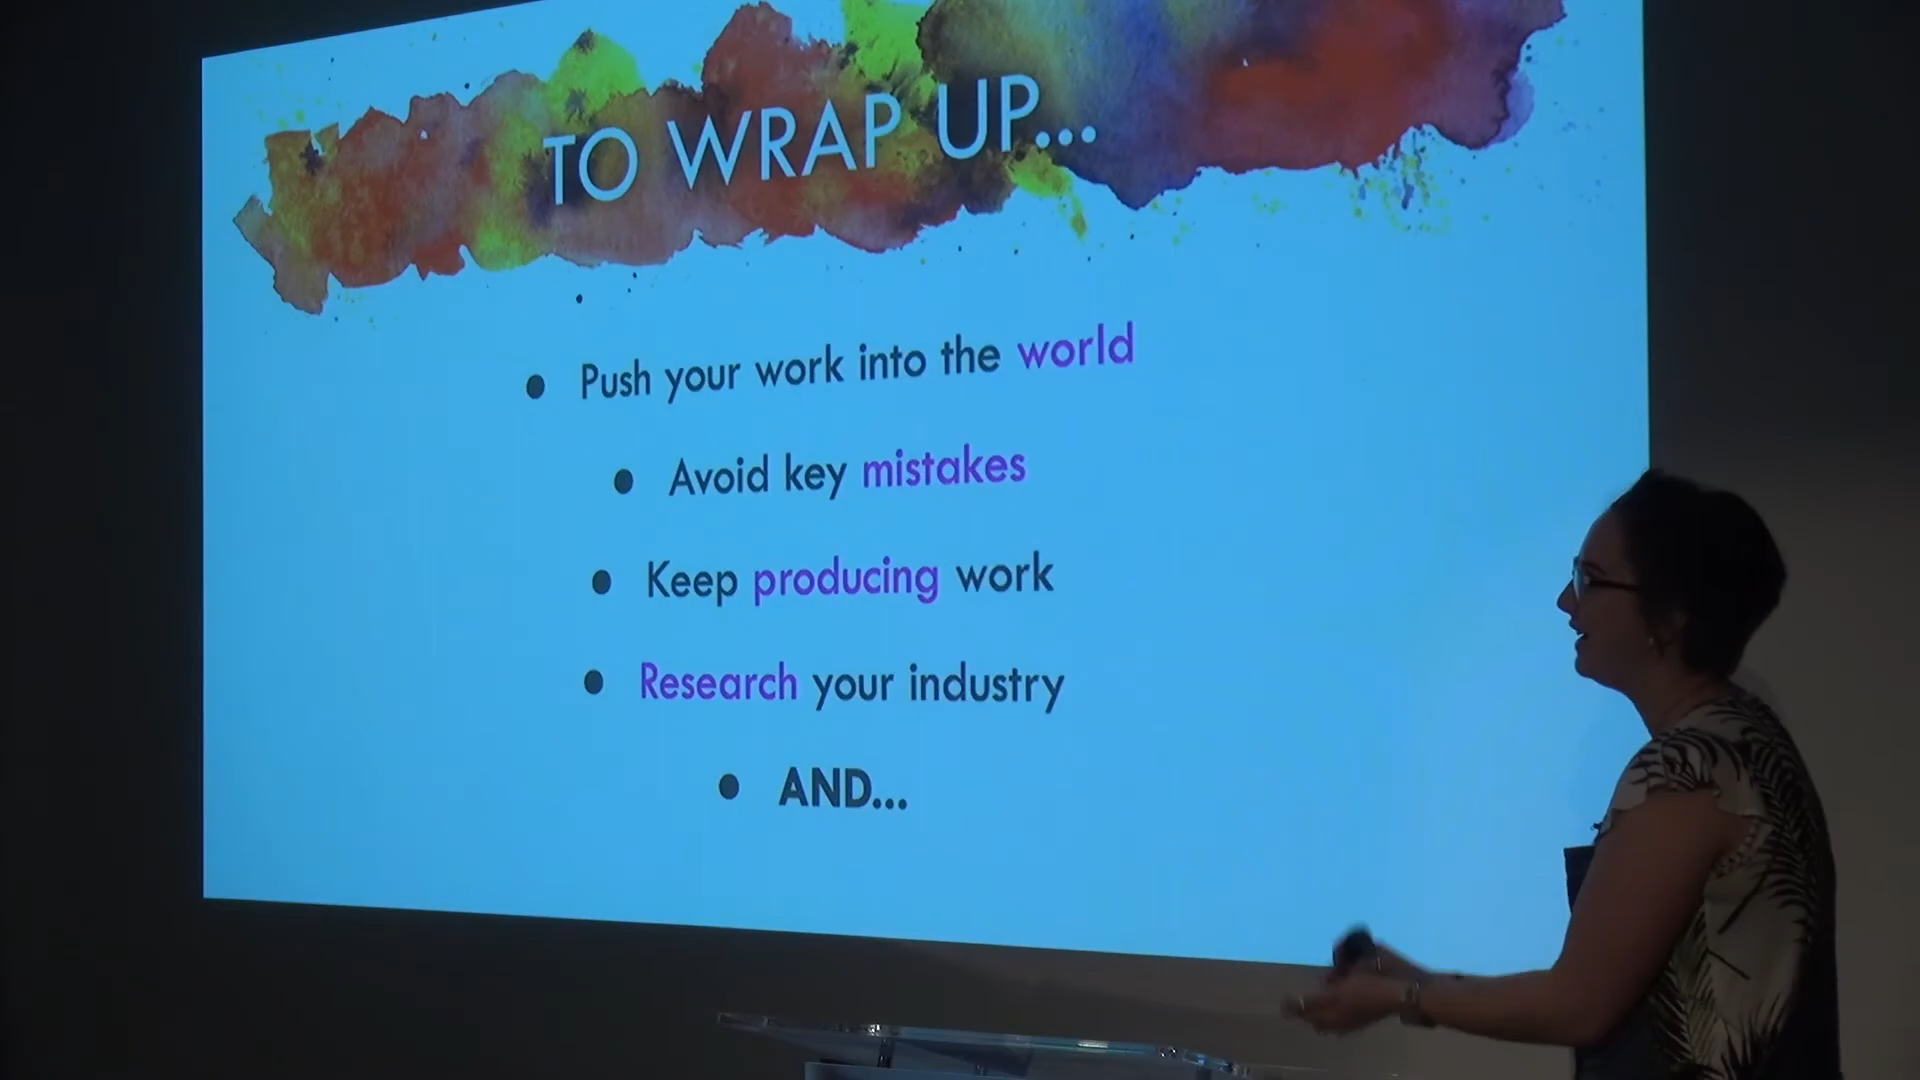 TO WRAP UP...
• Push your work into the world
• Avoid key mistakes
• Keep producing work
• Research your industry
• AND...